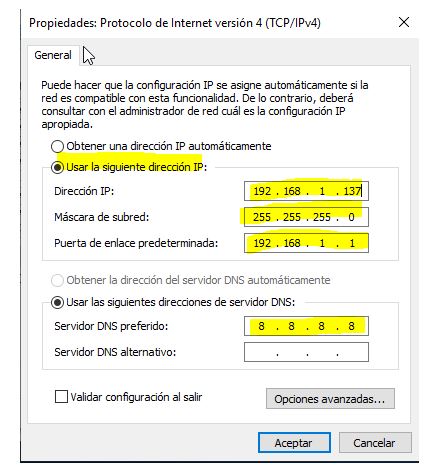 Propiedades: Protocolo de Internet versión 4 (TCP/IPv4)
General
Puede hacer que la configuración IP se asigne automáticamente si la
red es compatible con esta funcionalidad. De lo contrario, deberá
consultar con el administrador de red cuál es la configuración IP
apropiada.
Obtener una dirección IP automáticamente
Usar la siguiente dirección IP:
Dirección IP: 192 . 168 . 1 . 137
Máscara de subred: 255 . 255 . 255 . 0
Puerta de enlace predeterminada: 192 . 168 . 1 . 1
Obtener la dirección del servidor DNS automáticamente
Usar las siguientes direcciones de servidor DNS:
Servidor DNS preferido: 8 . 8 . 8 . 8
Servidor DNS alternativo: . . .
Validar configuración al salir
Opciones avanzadas...
Aceptar Cancelar